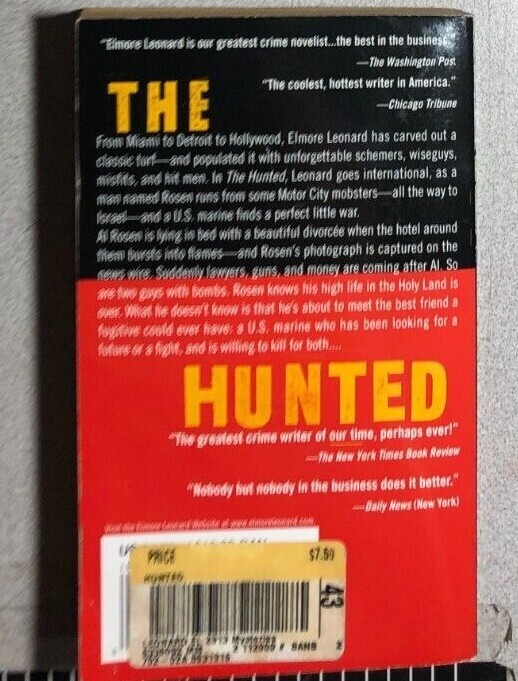 "Elmore Leonard is our greatest crime novelist...the best in the business."
—The Washington Post
"The coolest, hottest writer in America."
—Chicago Tribune
THE
From Miami to Detroit to Hollywood, Elmore Leonard has carved out a
classic turf—and populated it with unforgettable schemers, wiseguys,
misfits, and hit men. In The Hunted, Leonard goes international, as a
man named Rosen runs from some Motor City mobsters—all the way to
Israel—and a U.S. marine finds a perfect little war.
Al Rosen is lying in bed with a beautiful divorcée when the hotel around
them bursts into flames—and Rosen's photograph is captured on the
news wire. Suddenly lawyers, guns, and money are coming after Al. So
are two guys with bombs. Rosen knows his high life in the Holy Land is
over. What he doesn't know is that he's about to meet the best friend a
fugitive could ever have: a U.S. marine who has been looking for a
future or a fight, and is willing to kill for both....
HUNTED
"The greatest crime writer of our time, perhaps ever!"
—The New York Times Book Review
"Nobody but nobody in the business does it better."
—Daily News (New York)
Visit the Elmore Leonard Website at www.elmoreleonard.com
PRICE $7.50
HUNTED
43